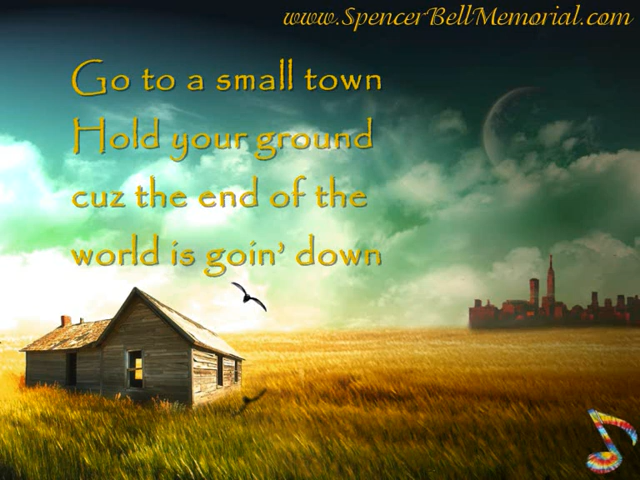 www.SpencerBellMemorial.com
Go to a small town
Hold your ground
cuz the end of the
world is goin' down